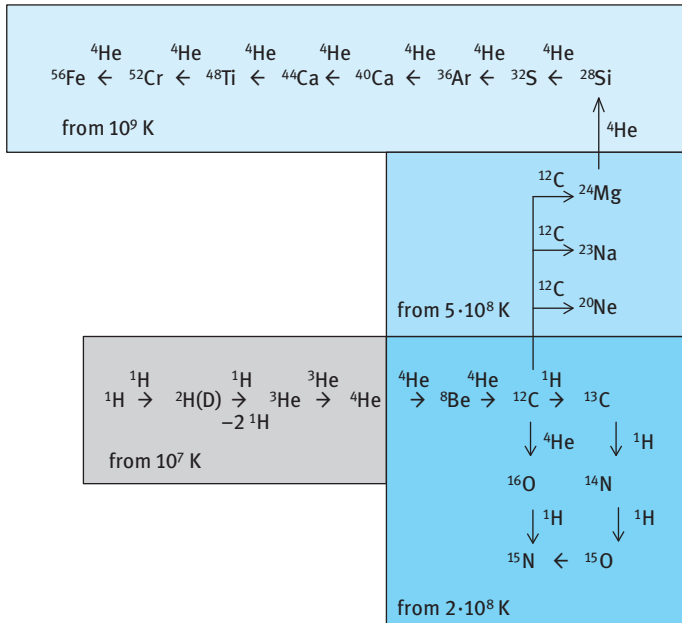 ⁴He ⁴He ⁴He ⁴He ⁴He ⁴He ⁴He
⁵⁶Fe ← ⁵²Cr ← ⁴⁸Ti ← ⁴⁴Ca ← ⁴⁰Ca ← ³⁶Ar ← ³²S ← ²⁸Si
from 10⁹ K
⁴He
¹²C
²⁴Mg
¹²C
²³Na
¹²C
from 5·10⁸ K
²⁰Ne
¹H ¹H ³He ⁴He ⁴He ¹H
¹H → ²H(D) → ³He → ⁴He → ⁸Be → ¹²C → ¹³C
–2 ¹H
⁴He ¹H
from 10⁷ K
¹⁶O ¹⁴N
¹H ¹H
¹⁵N ← ¹⁵O
from 2·10⁸ K